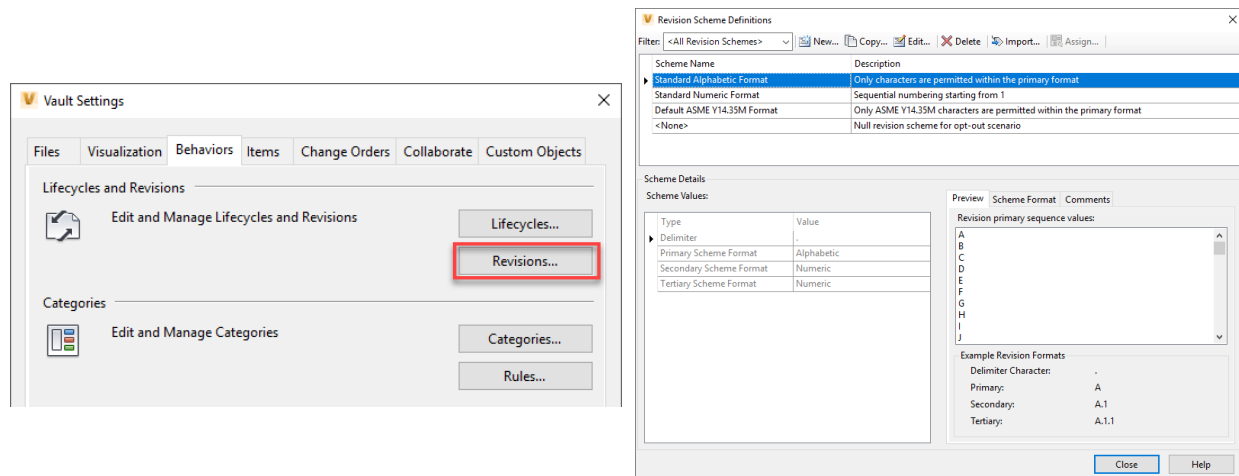 Vault Settings
Files Visualization Behaviors Items Change Orders Collaborate Custom Objects
Lifecycles and Revisions
Edit and Manage Lifecycles and Revisions
Lifecycles...
Revisions...
Categories
Edit and Manage Categories
Categories...
Rules...
Revision Scheme Definitions
Filter: <All Revision Schemes> New... Copy... Edit... Delete Import... Assign...
Scheme Name Description
Standard Alphabetic Format Only characters are permitted within the primary format
Standard Numeric Format Sequential numbering starting from 1
Default ASME Y14.35M Format Only ASME Y14.35M characters are permitted within the primary format
<None> Null revision scheme for opt-out scenario
Scheme Details
Scheme Values:
Type Value
Delimiter .
Primary Scheme Format Alphabetic
Secondary Scheme Format Numeric
Tertiary Scheme Format Numeric
Preview Scheme Format Comments
Revision primary sequence values:
A
B
C
D
E
F
G
H
I
J
Example Revision Formats
Delimiter Character: .
Primary: A
Secondary: A.1
Tertiary: A.1.1
Close Help